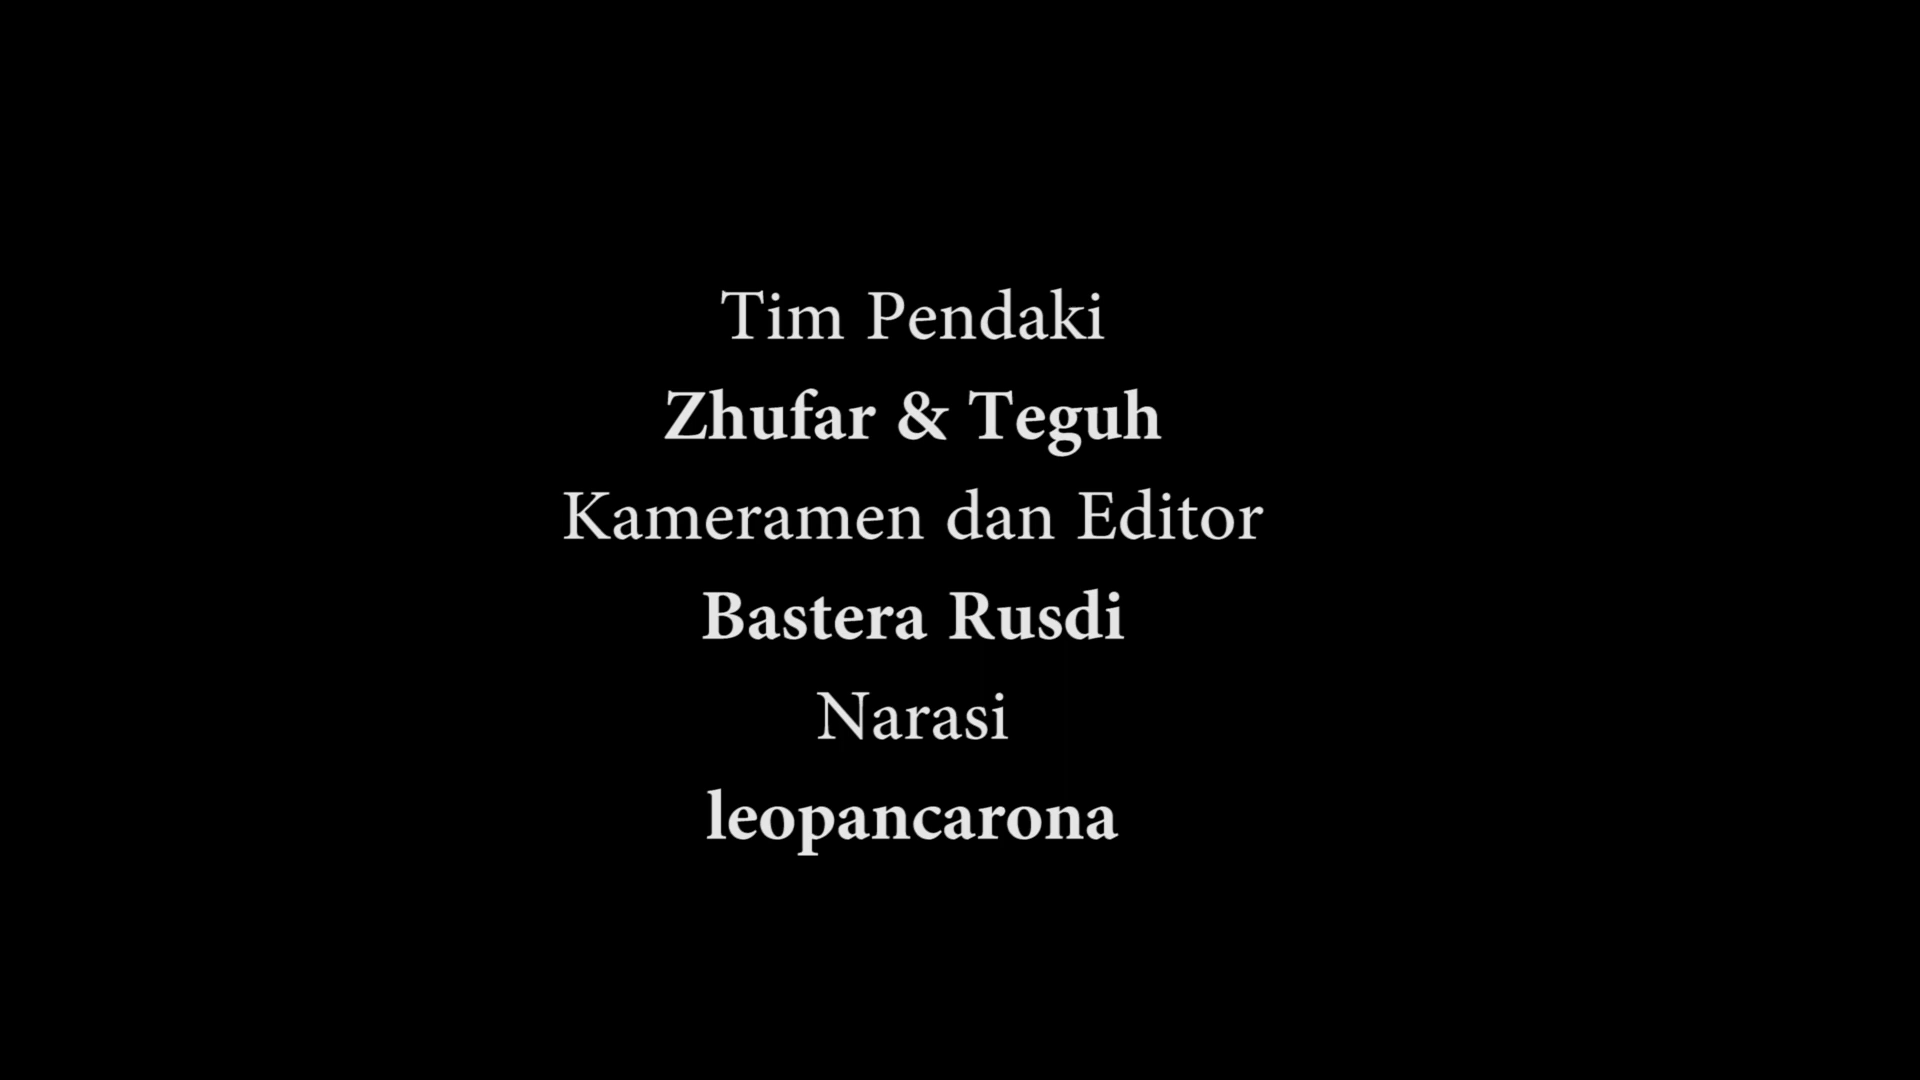 Tim Pendaki
Zhufar & Teguh
Kameramen dan Editor
Bastera Rusdi
Narasi
leopancarona